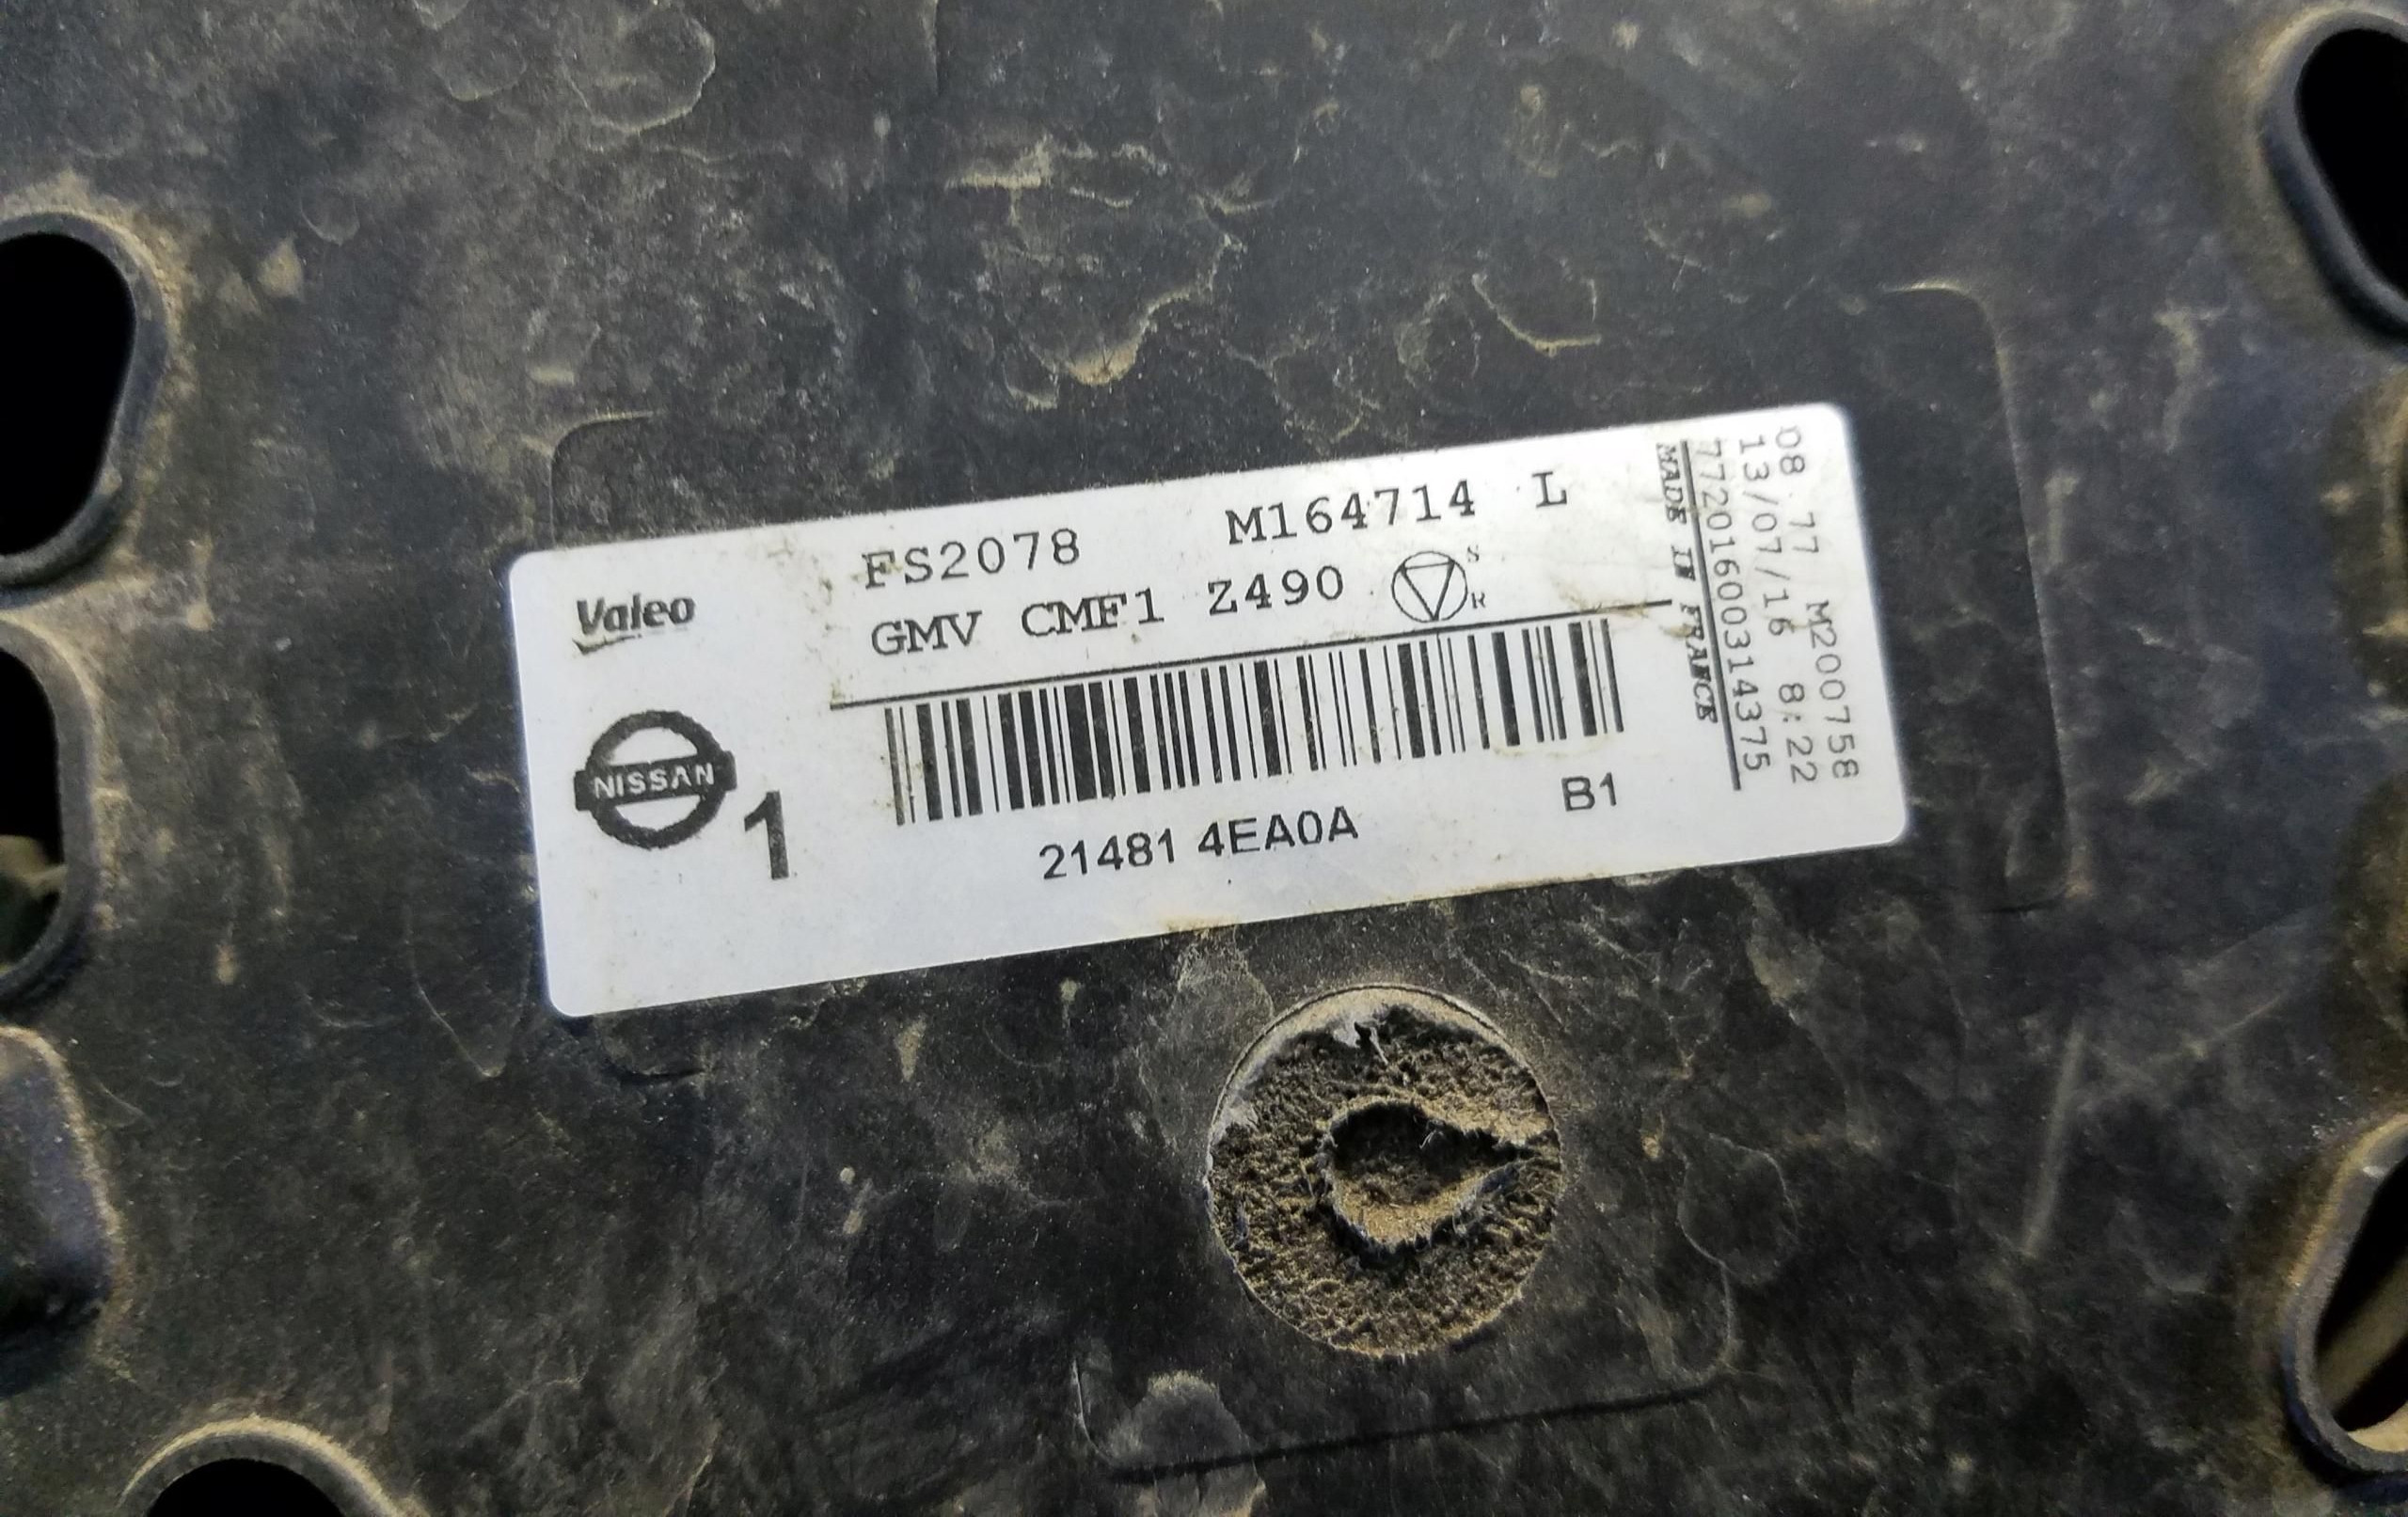 Valeo
FS2078 M164714 L
GMV CMF1 Z490 S R
NISSAN
1
21481 4EA0A
B1
08 77 M200758
13/07/16 8:22
77201600314375
MADE IN FRANCE